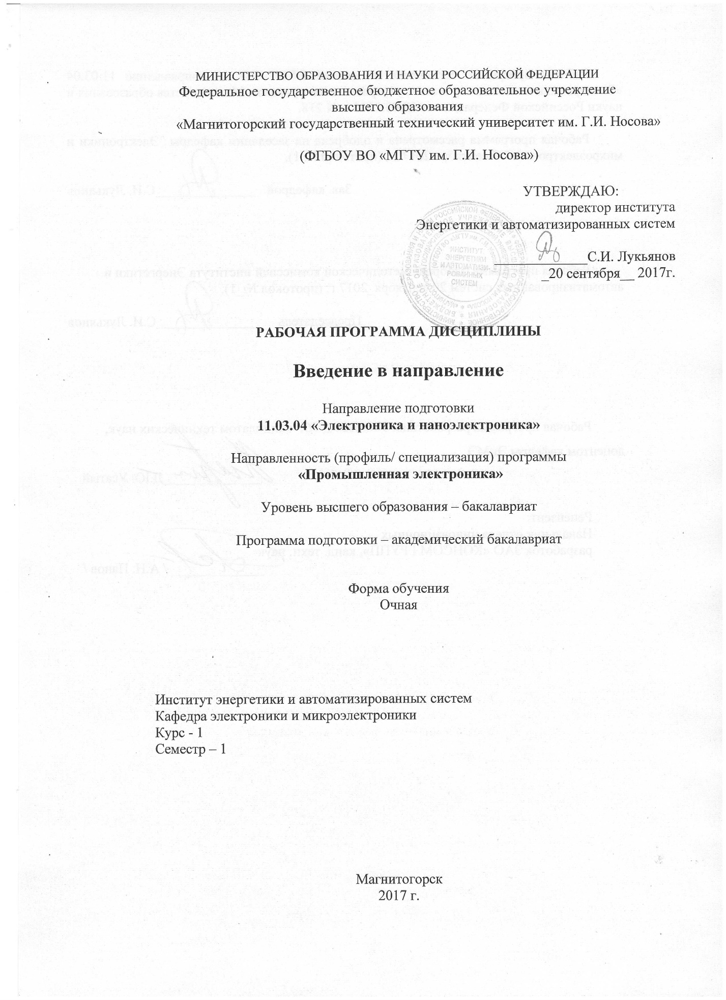 МИНИСТЕРСТВО ОБРАЗОВАНИЯ И НАУКИ РОССИЙСКОЙ ФЕДЕРАЦИИ
Федеральное государственное бюджетное образовательное учреждение
высшего образования
«Магнитогорский государственный технический университет им. Г.И. Носова»
(ФГБОУ ВО «МГТУ им. Г.И. Носова»)
УТВЕРЖДАЮ:
директор института
Энергетики и автоматизированных систем
С.И. Лукьянов
_20 сентября__ 2017г.
ИНСТИТУТ
ЭНЕРГЕТИКИ
И АВТОМАТИЗИ-
РОВАННЫХ
СИСТЕМ
РАБОЧАЯ ПРОГРАММА ДИСЦИПЛИНЫ
Введение в направление
Направление подготовки
11.03.04 «Электроника и наноэлектроника»
Направленность (профиль/ специализация) программы
«Промышленная электроника»
Уровень высшего образования – бакалавриат
Программа подготовки – академический бакалавриат
Форма обучения
Очная
Институт энергетики и автоматизированных систем
Кафедра электроники и микроэлектроники
Курс - 1
Семестр – 1
Магнитогорск
2017 г.